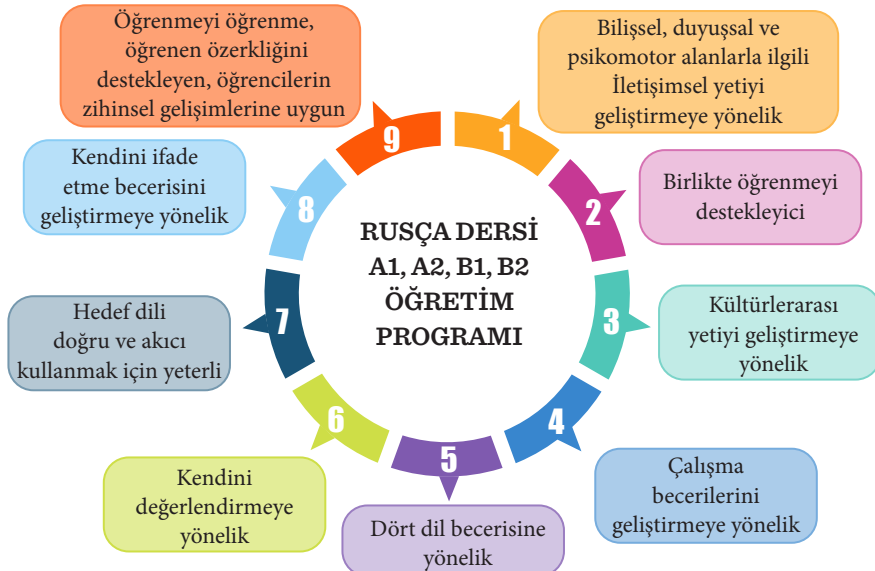 RUSÇA DERSİ
A1, A2, B1, B2
ÖĞRETİM
PROGRAMI
1
Bilişsel, duyuşsal ve
psikomotor alanlarla ilgili
İletişimsel yetiyi
geliştirmeye yönelik
2
Birlikte öğrenmeyi
destekleyici
3
Kültürlerarası
yetiyi geliştirmeye
yönelik
4
Çalışma
becerilerini
geliştirmeye yönelik
5
Dört dil becerisine
yönelik
6
Kendini
değerlendirmeye
yönelik
7
Hedef dili
doğru ve akıcı
kullanmak için yeterli
8
Kendini ifade
etme becerisini
geliştirmeye yönelik
9
Öğrenmeyi öğrenme,
öğrenen özerkliğini
destekleyen, öğrencilerin
zihinsel gelişimlerine uygun